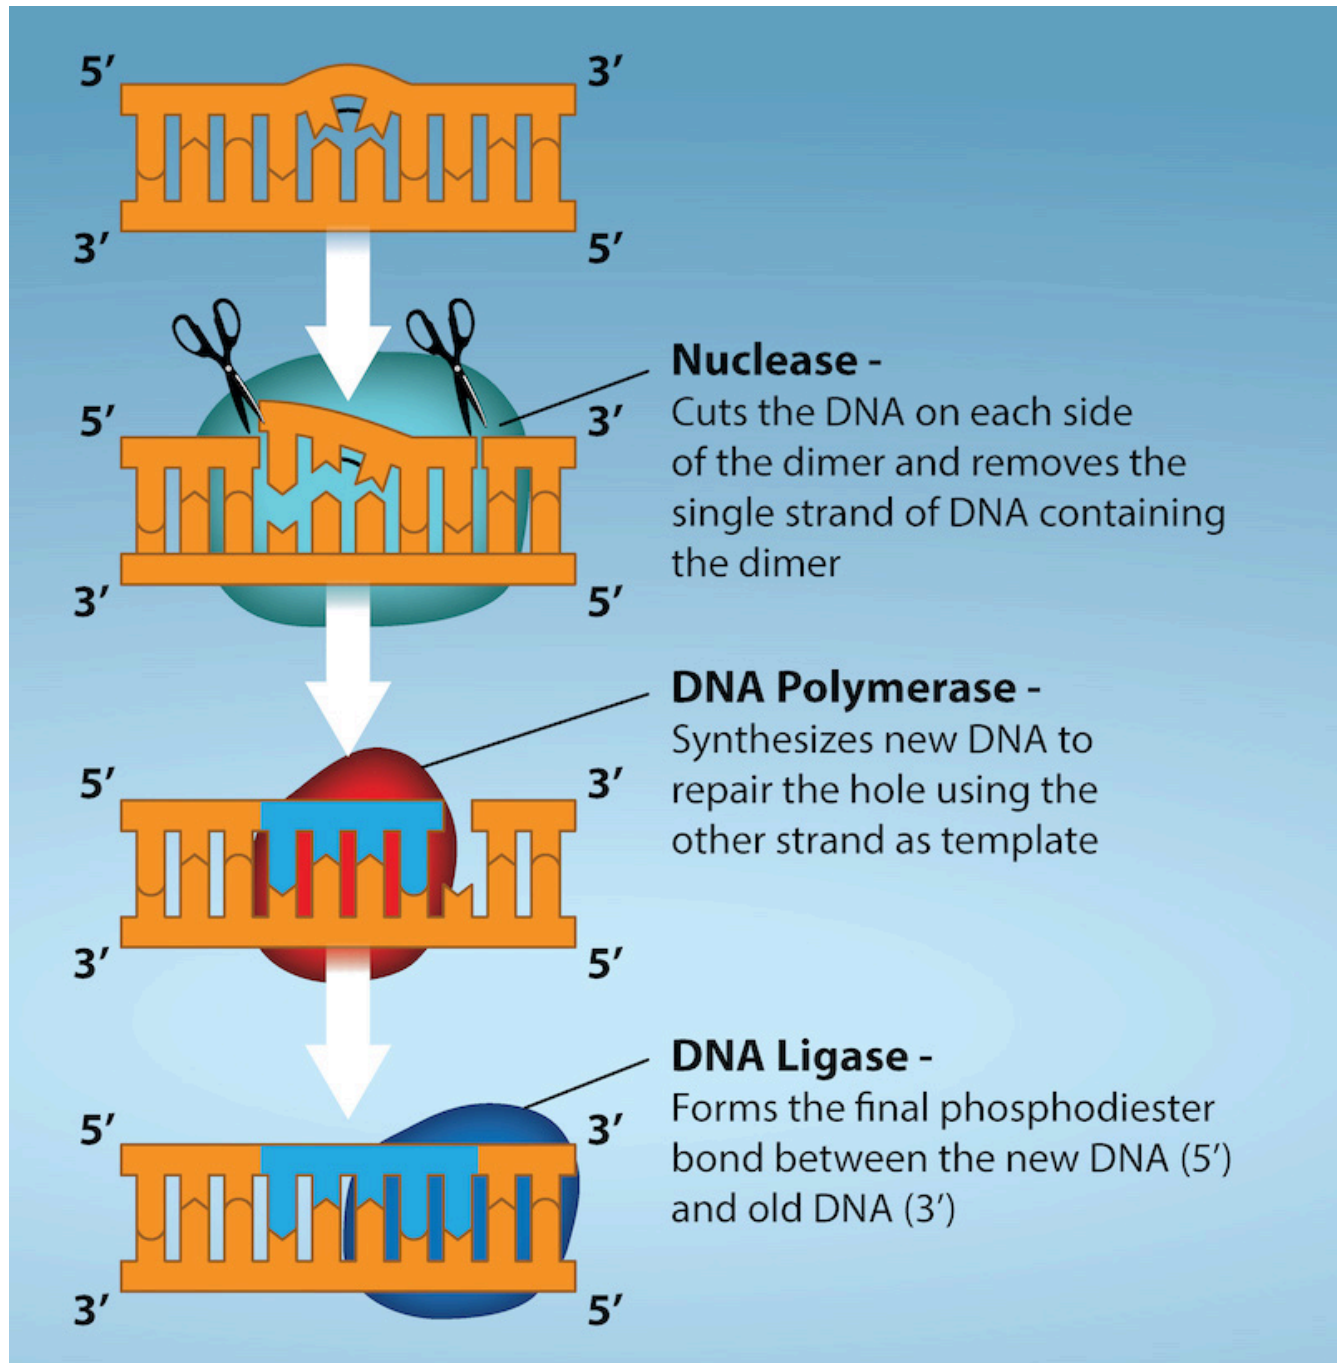 5′ 3′
3′ 5′
5′ 3′
Nuclease -
Cuts the DNA on each side
of the dimer and removes the
single strand of DNA containing
the dimer
3′ 5′
DNA Polymerase -
Synthesizes new DNA to
repair the hole using the
other strand as template
5′ 3′
3′ 5′
DNA Ligase -
Forms the final phosphodiester
bond between the new DNA (5′)
and old DNA (3′)
5′ 3′
3′ 5′